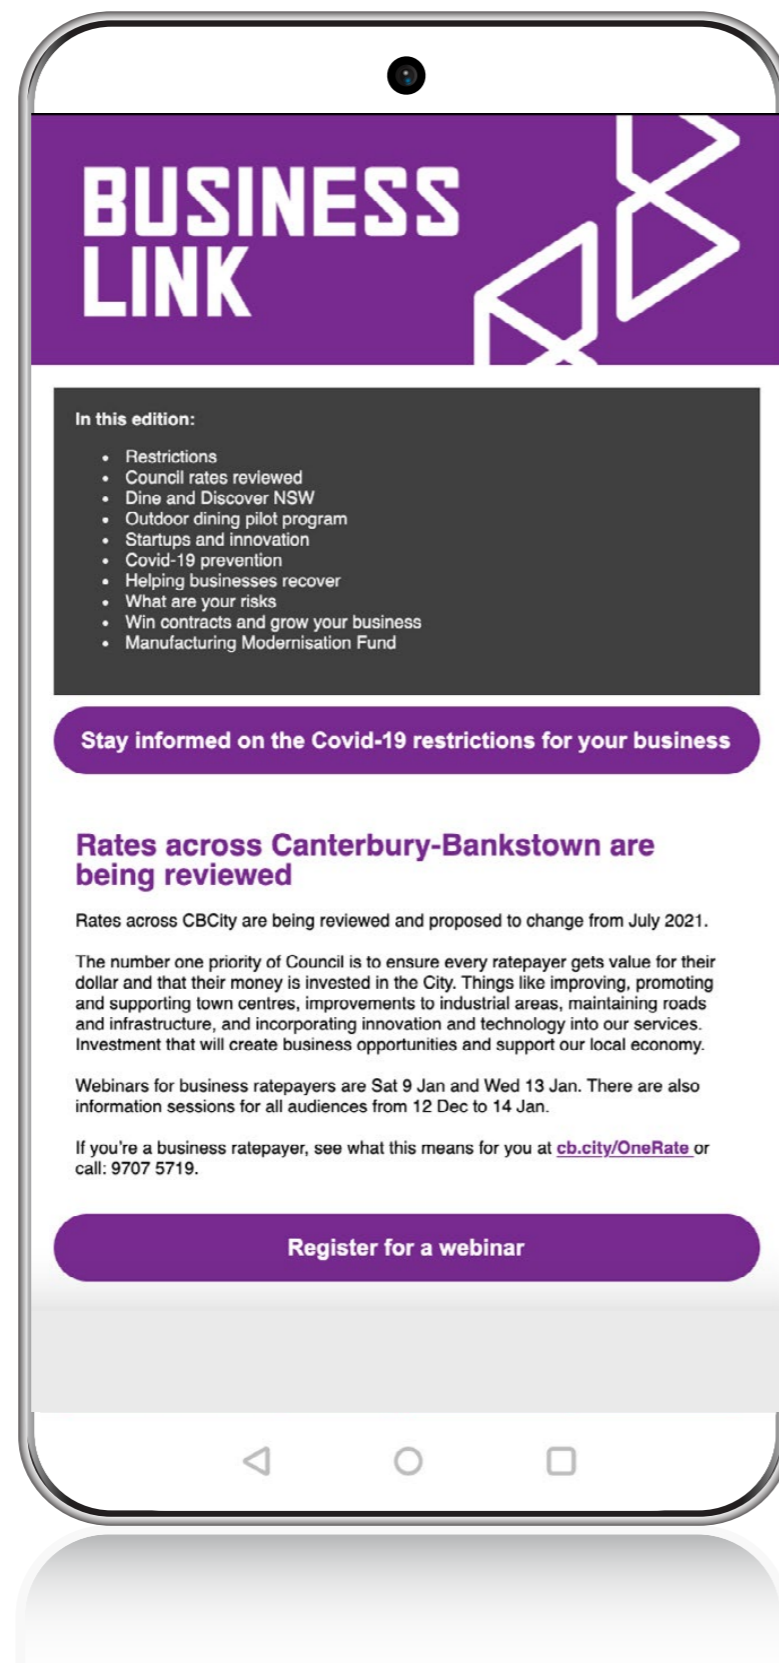 BUSINESS
LINK
In this edition:
• Restrictions
• Council rates reviewed
• Dine and Discover NSW
• Outdoor dining pilot program
• Startups and innovation
• Covid-19 prevention
• Helping businesses recover
• What are your risks
• Win contracts and grow your business
• Manufacturing Modernisation Fund
Stay informed on the Covid-19 restrictions for your business
Rates across Canterbury-Bankstown are
being reviewed
Rates across CBCity are being reviewed and proposed to change from July 2021.
The number one priority of Council is to ensure every ratepayer gets value for their
dollar and that their money is invested in the City. Things like improving, promoting
and supporting town centres, improvements to industrial areas, maintaining roads
and infrastructure, and incorporating innovation and technology into our services.
Investment that will create business opportunities and support our local economy.
Webinars for business ratepayers are Sat 9 Jan and Wed 13 Jan. There are also
information sessions for all audiences from 12 Dec to 14 Jan.
If you're a business ratepayer, see what this means for you at cb.city/OneRate or
call: 9707 5719.
Register for a webinar